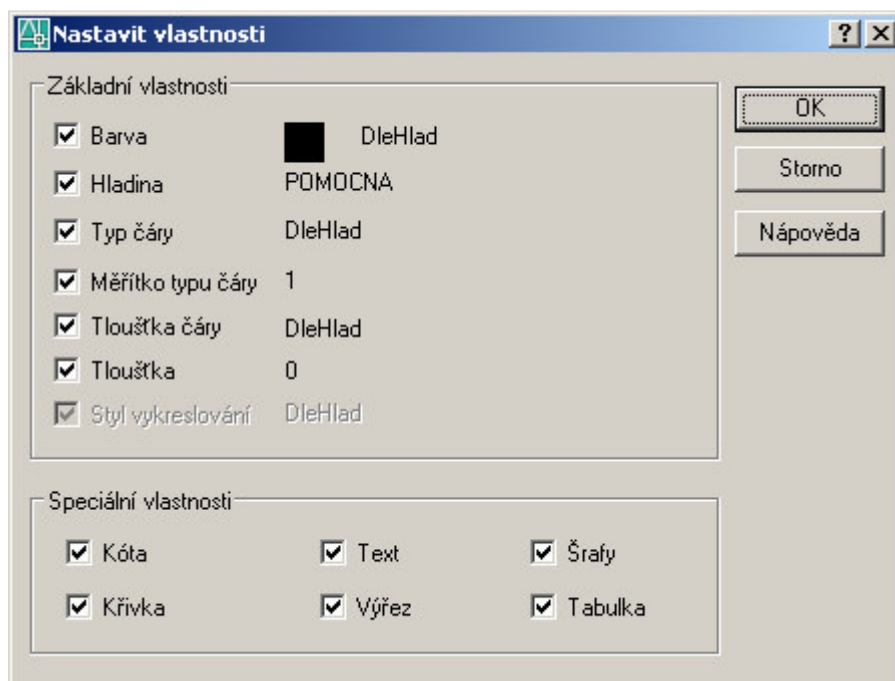 Nastavit vlastnosti
Základní vlastnosti
Barva DleHlad
Hladina POMOCNA
Typ čáry DleHlad
Měřítko typu čáry 1
Tloušťka čáry DleHlad
Tloušťka 0
Styl vykreslování DleHlad
OK
Storno
Nápověda
Speciální vlastnosti
Kóta Text Šrafy
Křivka Výřez Tabulka